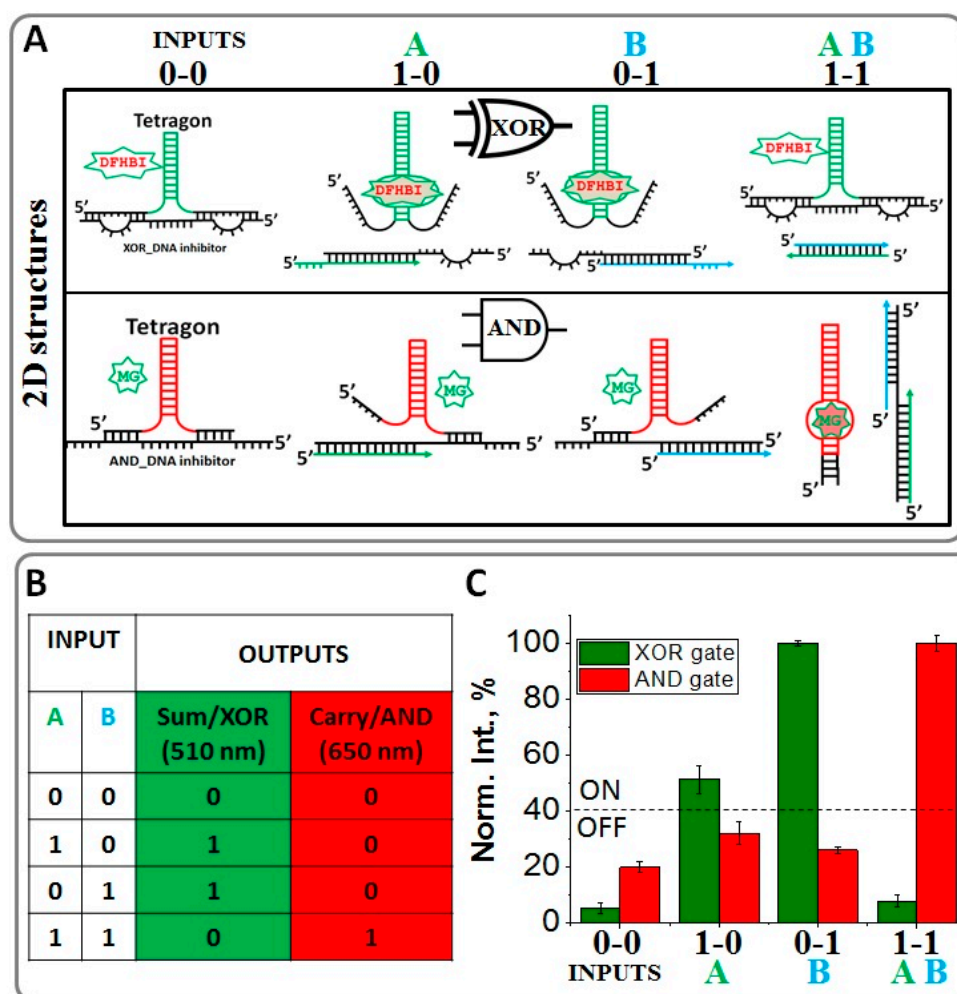 A
INPUTS
A
B
A B
0-0
1-0
0-1
1-1
2D structures
Tetragon
DFHBI
5’
5’
XOR_DNA inhibitor
XOR
DFHBI
5’
5’
DFHBI
5’
5’
DFHBI
5’
5’
5’
5’
Tetragon
MG
5’
5’
AND_DNA inhibitor
AND
MG
5’
5’
5’
MG
5’
5’
5’
MG
5’
5’
5’
5’
B
INPUT
OUTPUTS
A
B
Sum/XOR
(510 nm)
Carry/AND
(650 nm)
0 0 0 0
1 0 1 0
0 1 1 0
1 1 0 1
C
Norm. Int., %
100
80
60
40
20
0
XOR gate
AND gate
ON
OFF
0-0
1-0
0-1
1-1
INPUTS
A
B
A B